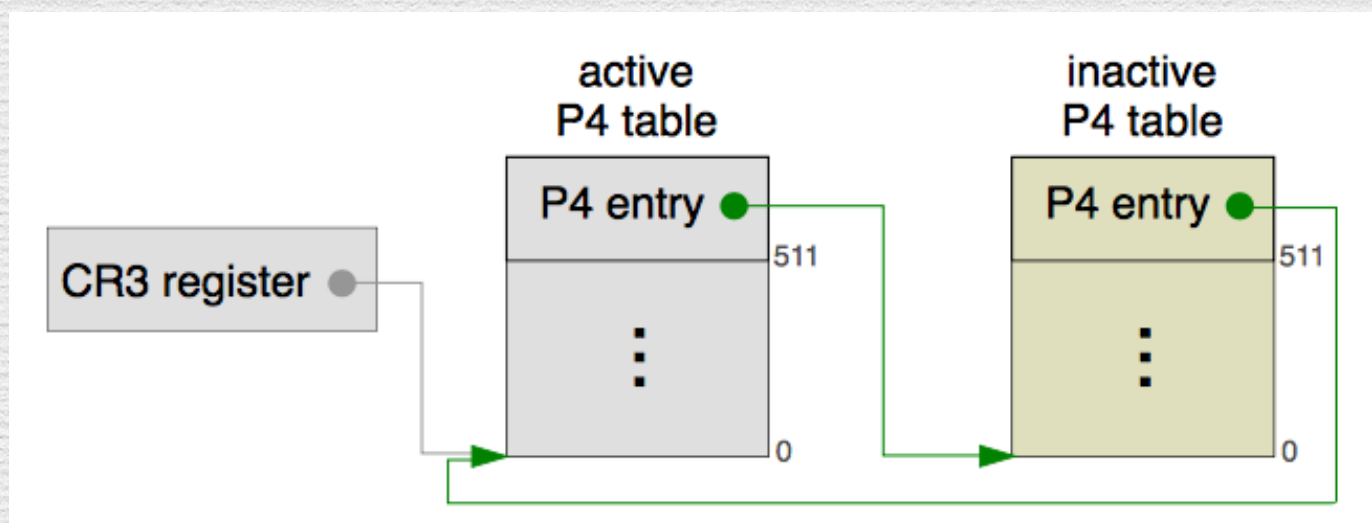 active
P4 table
inactive
P4 table
P4 entry
P4 entry
511
511
CR3 register
0
0